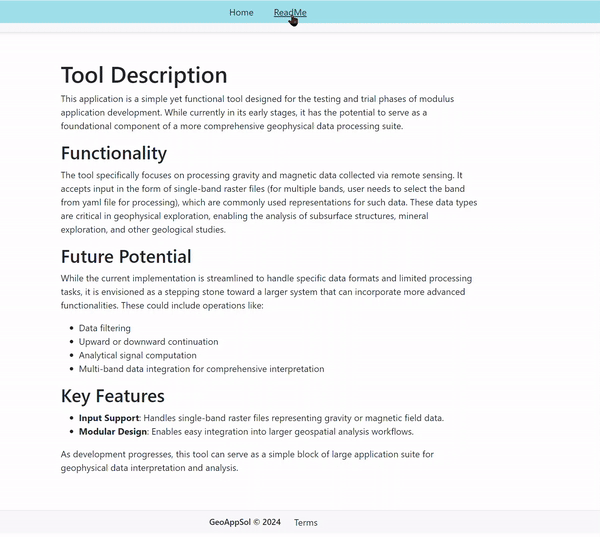 Home ReadMe
Tool Description
This application is a simple yet functional tool designed for the testing and trial phases of modulus
application development. While currently in its early stages, it has the potential to serve as a
foundational component of a more comprehensive geophysical data processing suite.
Functionality
The tool specifically focuses on processing gravity and magnetic data collected via remote sensing. It
accepts input in the form of single-band raster files (for multiple bands, user needs to select the band
from yaml file for processing), which are commonly used representations for such data. These data types
are critical in geophysical exploration, enabling the analysis of subsurface structures, mineral
exploration, and other geological studies.
Future Potential
While the current implementation is streamlined to handle specific data formats and limited processing
tasks, it is envisioned as a stepping stone toward a larger system that can incorporate more advanced
functionalities. These could include operations like:
• Data filtering
• Upward or downward continuation
• Analytical signal computation
• Multi-band data integration for comprehensive interpretation
Key Features
• Input Support: Handles single-band raster files representing gravity or magnetic field data.
• Modular Design: Enables easy integration into larger geospatial analysis workflows.
As development progresses, this tool can serve as a simple block of large application suite for
geophysical data interpretation and analysis.
GeoAppSol © 2024 Terms